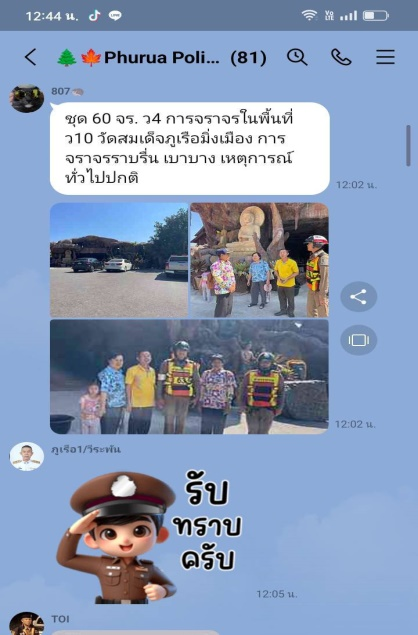 12:44 น.
🌲🍁Phurua Poli... (81)
807
ชุด 60 จร. ว4 การจราจรในพื้นที่
ว10 วัดสมเด็จภูเรือมิ่งเมือง การ
จราจรราบรื่น เบาบาง เหตุการณ์
ทั่วไปปกติ
12:02 น.
12:02 น.
ภูเรือ1/วีระพัน
รับ
ทราบ
ครับ
12:05 น.
TOI